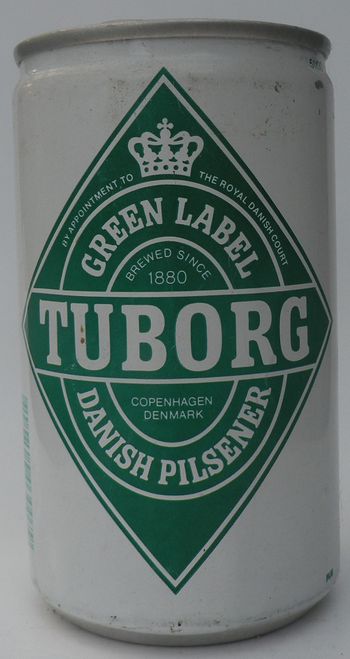 BY APPOINTMENT TO THE ROYAL DANISH COURT
GREEN LABEL
BREWED SINCE
1880
TUBORG
COPENHAGEN
DENMARK
DANISH PILSENER